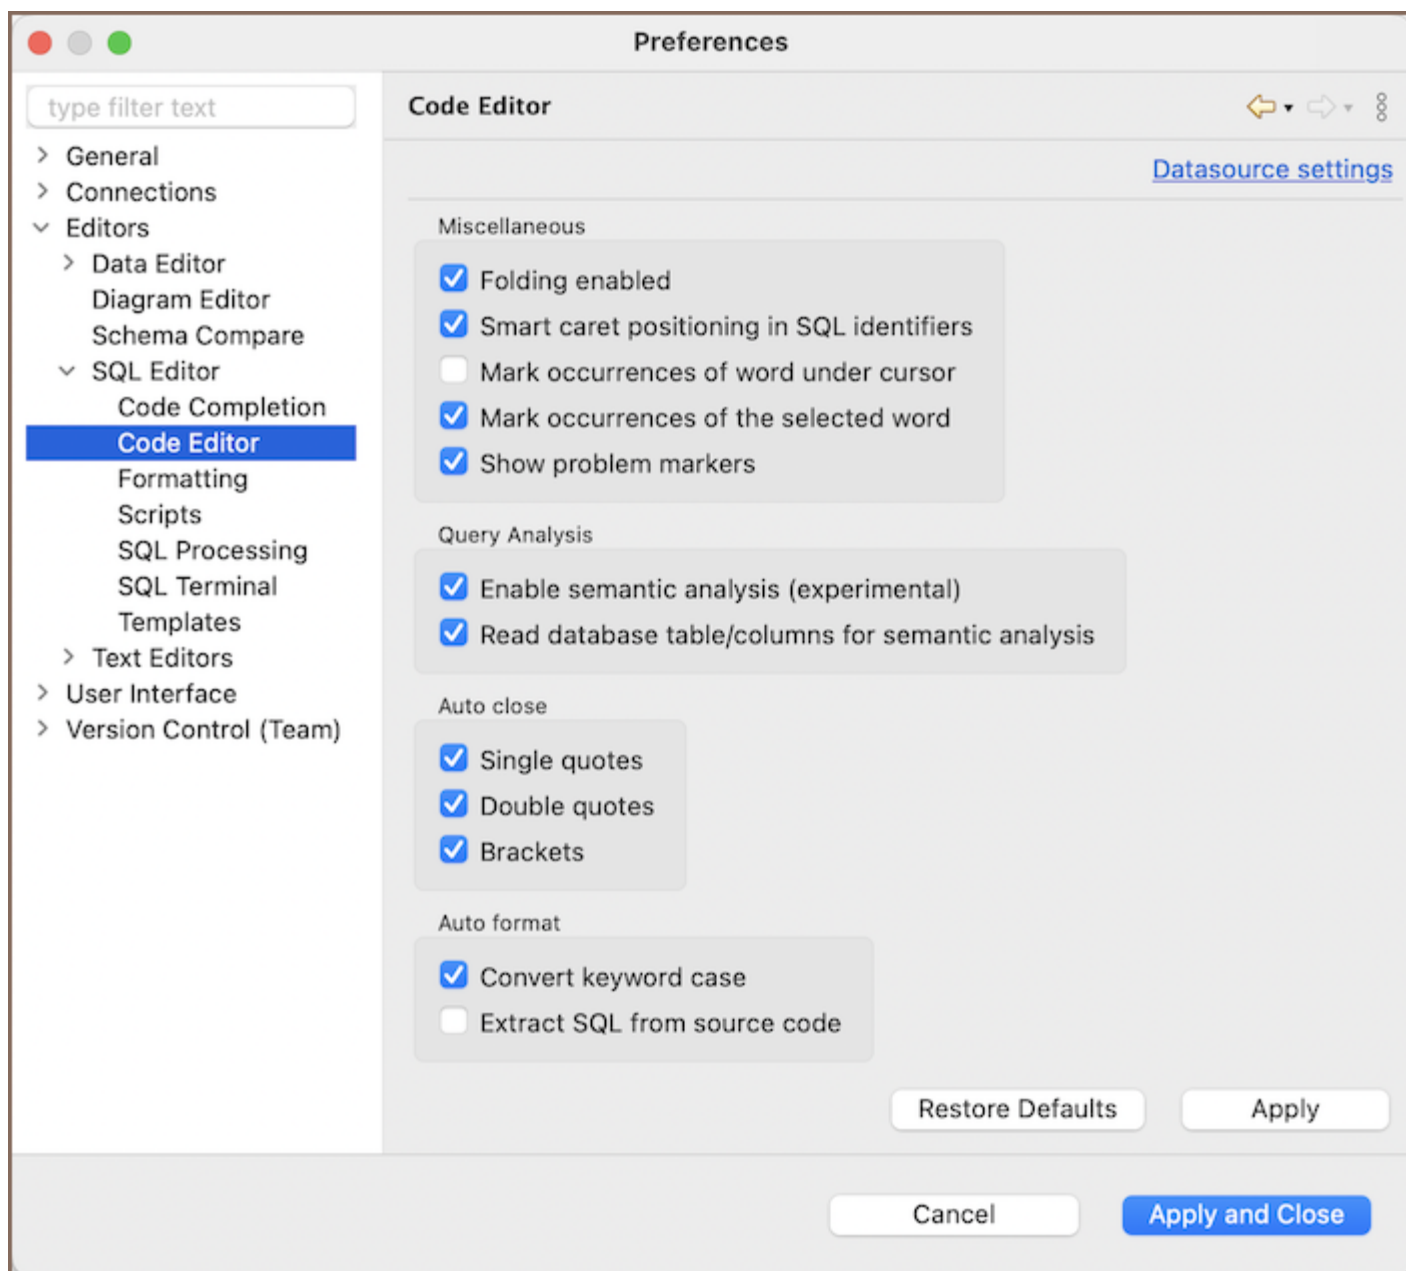 Preferences
type filter text
General
Connections
Editors
Data Editor
Diagram Editor
Schema Compare
SQL Editor
Code Completion
Code Editor
Formatting
Scripts
SQL Processing
SQL Terminal
Templates
Text Editors
User Interface
Version Control (Team)
Code Editor
Datasource settings
Miscellaneous
Folding enabled
Smart caret positioning in SQL identifiers
Mark occurrences of word under cursor
Mark occurrences of the selected word
Show problem markers
Query Analysis
Enable semantic analysis (experimental)
Read database table/columns for semantic analysis
Auto close
Single quotes
Double quotes
Brackets
Auto format
Convert keyword case
Extract SQL from source code
Restore Defaults
Apply
Cancel
Apply and Close